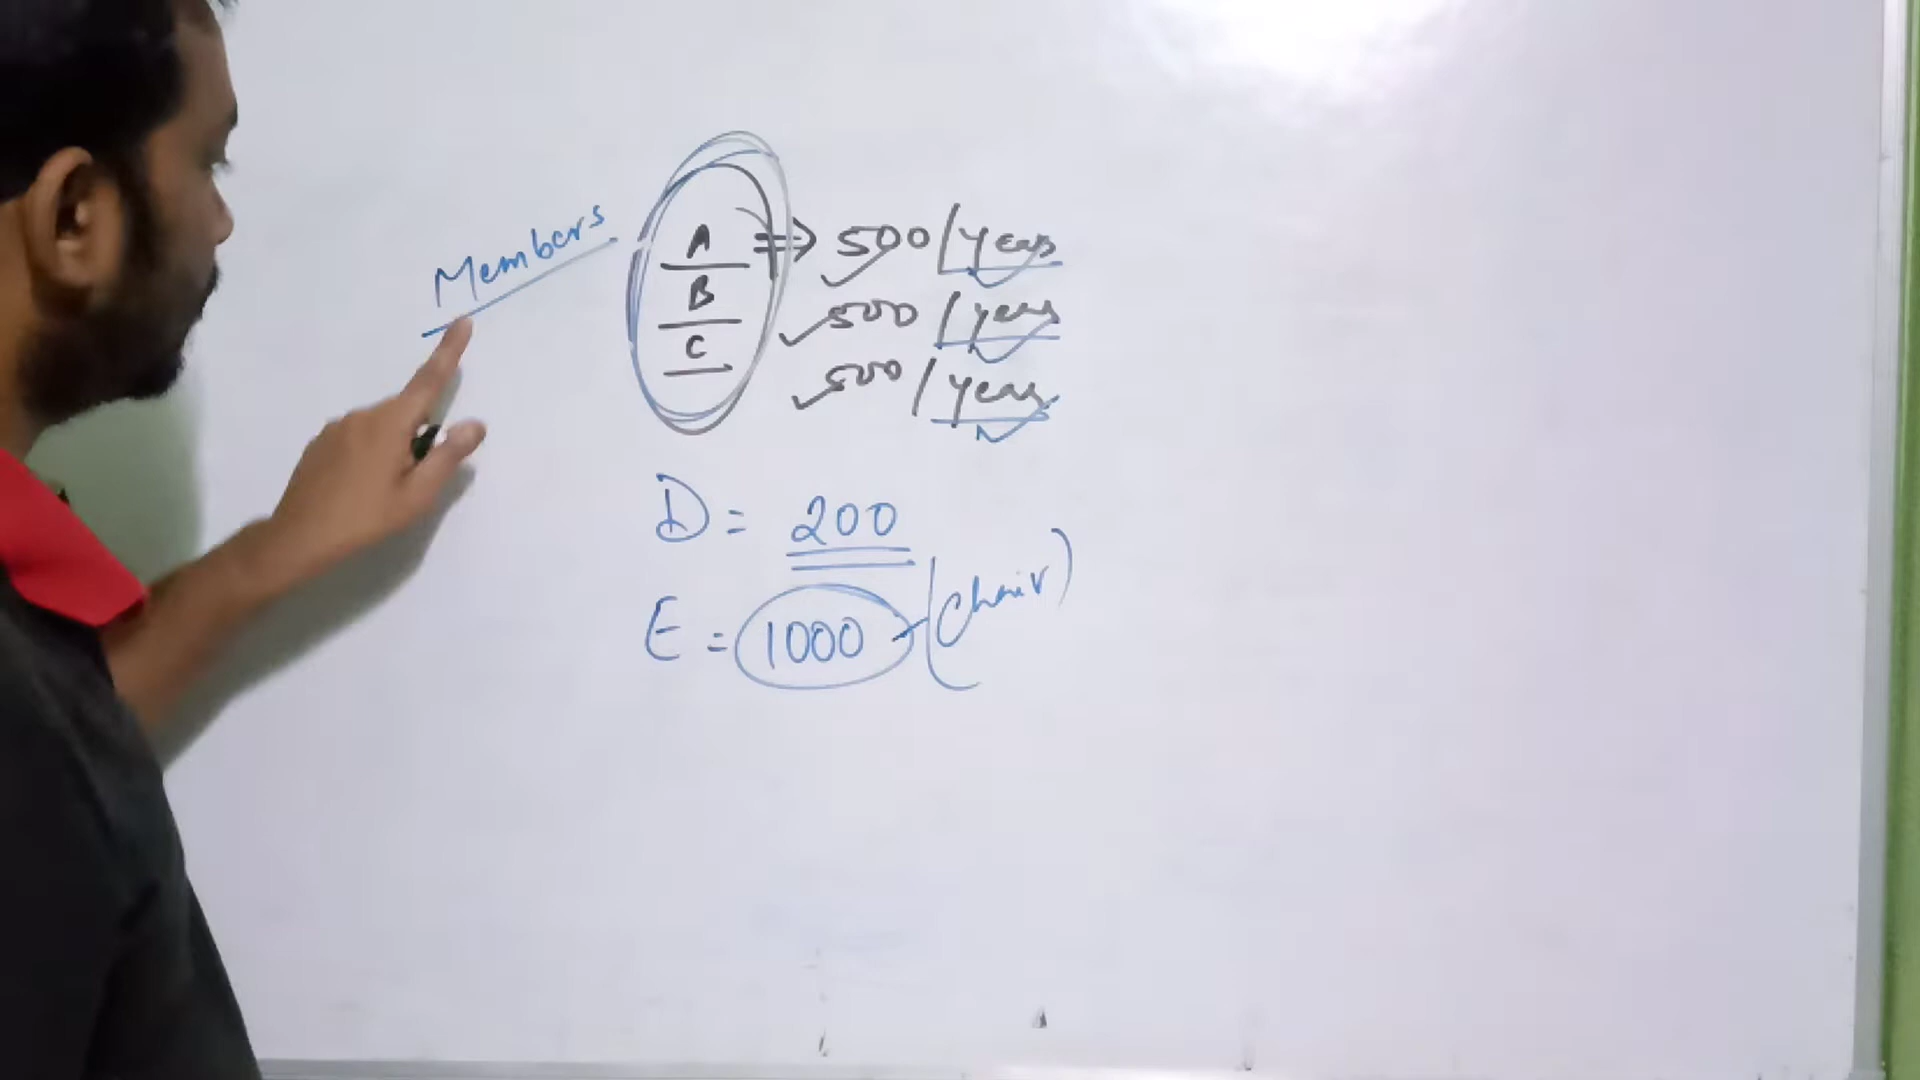 Members
A => 500 / year
B 500 / year
C 500 / year
D = 200
E = 1000 - (Chair)